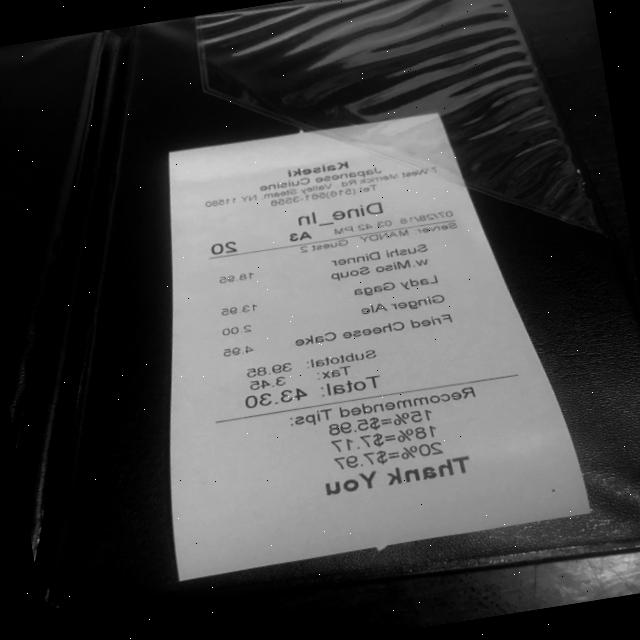 Kaiseki
Japanese Cuisine
7 West Merrick Rd. Valley Stream, NY, 11580
Tel:(516)561-3558
Dine_In
07/28/18 03:42 PM A3 20
Server: MANDY Guest 2
Sushi Dinner 18.95
w.Miso Soup
Lady Gaga 13.95
Ginger Ale 2.00
Fried Cheese Cake 4.95
Subtotal: 39.85
Tax: 3.45
Total: 43.30
Recommended Tips:
15%=$5.98
18%=$7.17
20%=$7.97
Thank You